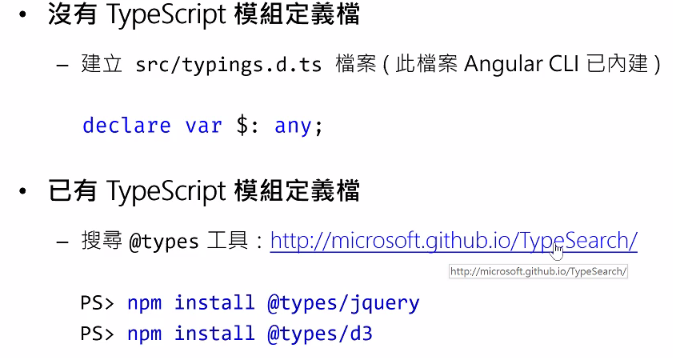 • 沒有 TypeScript 模組定義檔
– 建立 src/typings.d.ts 檔案 ( 此檔案 Angular CLI 已內建 )
declare var $: any;
• 已有 TypeScript 模組定義檔
– 搜尋 @types 工具：http://microsoft.github.io/TypeSearch/
http://microsoft.github.io/TypeSearch/
PS> npm install @types/jquery
PS> npm install @types/d3